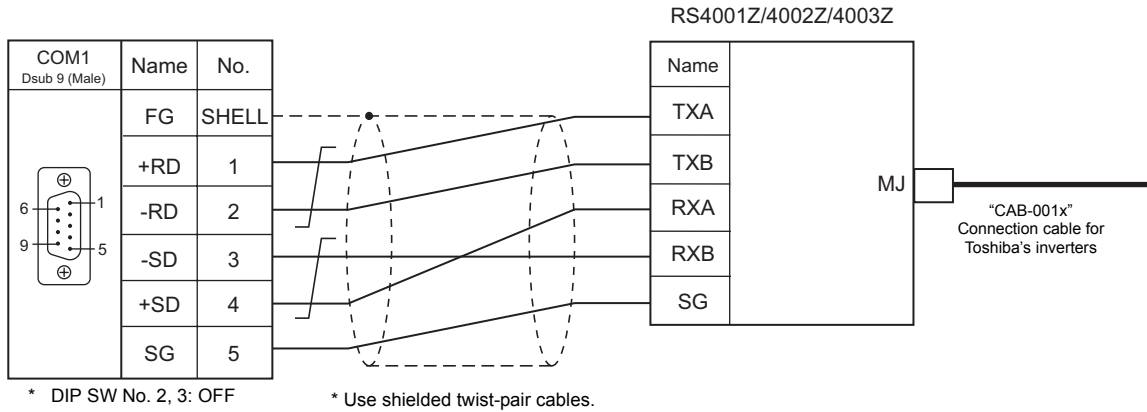 RS4001Z/4002Z/4003Z
COM1
Dsub 9 (Male)
Name
No.
FG
SHELL
+RD
1
-RD
2
-SD
3
+SD
4
SG
5
6
1
9
5
Name
TXA
TXB
RXA
RXB
SG
MJ
“CAB-001x”
Connection cable for
Toshiba’s inverters
* DIP SW No. 2, 3: OFF
* Use shielded twist-pair cables.